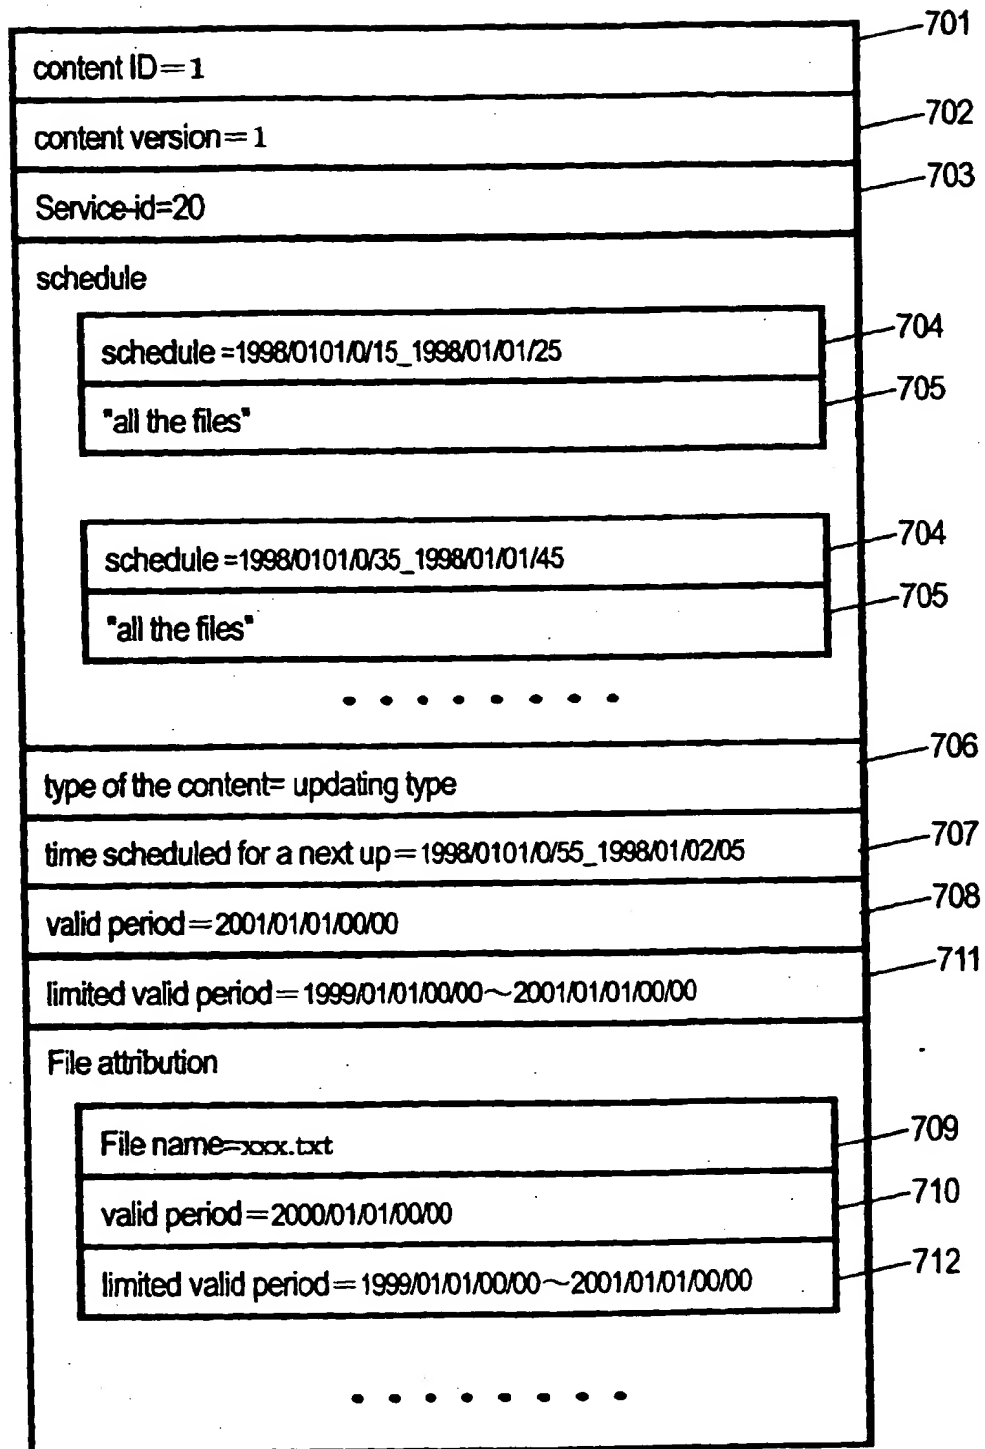 701
content ID=1
702
content version=1
703
Service-id=20
schedule
704
schedule =1998/0101/0/15_1998/01/01/25
705
"all the files"
704
schedule =1998/0101/0/35_1998/01/01/45
705
"all the files"
706
type of the content= updating type
707
time scheduled for a next up=1998/0101/0/55_1998/01/02/05
708
valid period=2001/01/01/00/00
711
limited valid period=1999/01/01/00/00~2001/01/01/00/00
File attribution
709
File name=xxx.txt
710
valid period=2000/01/01/00/00
712
limited valid period=1999/01/01/00/00~2001/01/01/00/00